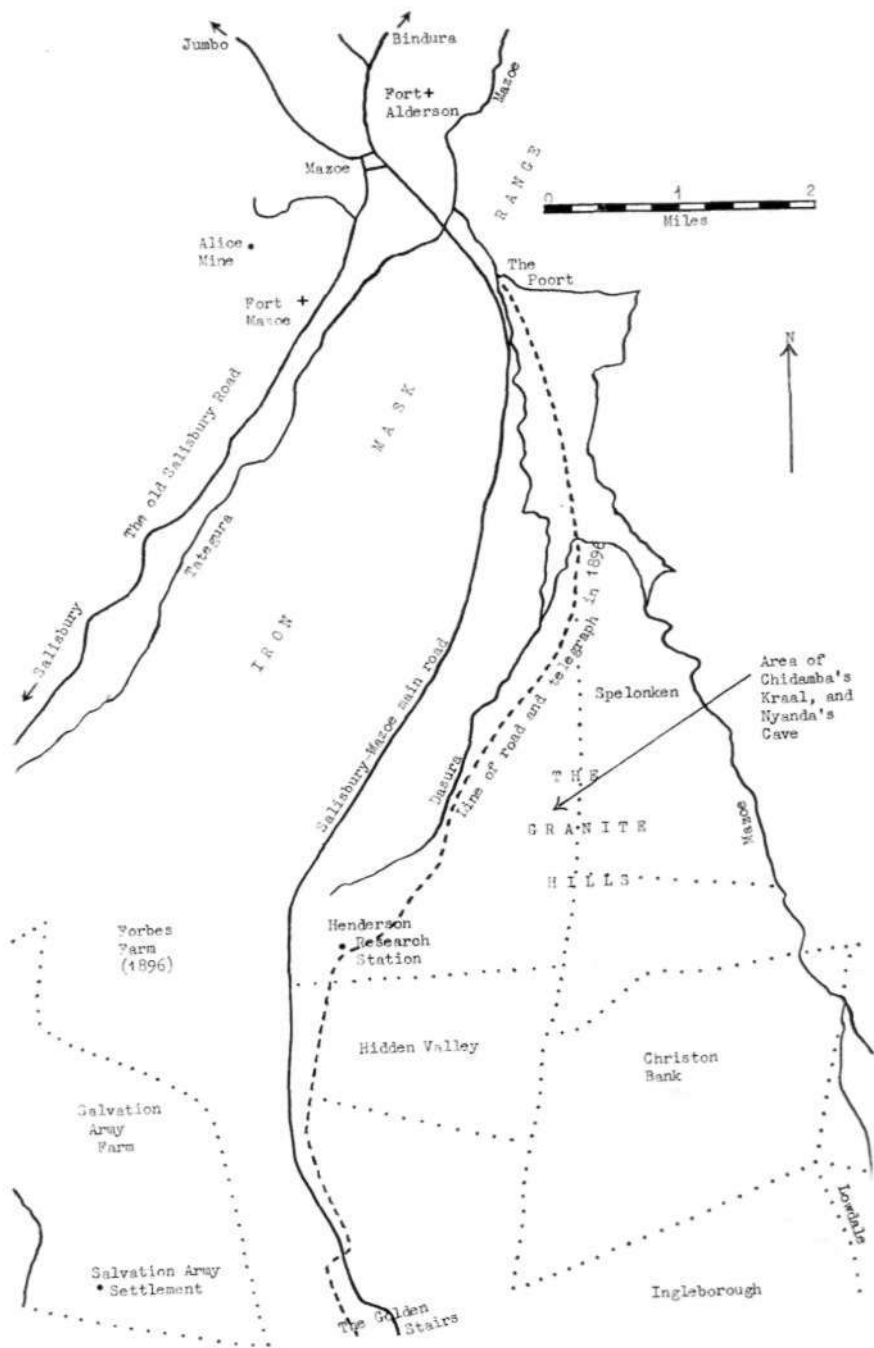 Jumbo
Bindura
Fort
Alderson
Mazoe
Mazoe
RANGE
0 1 2
Miles
Alice
Mine
The
Poort
Fort
Mazoe
N
MASK
The old Salisbury Road
Tategura
Salisbury
IRON
Salisbury-Mazoe main road
Dasura
Line of road and telegraph in 1896
Spelonken
Area of
Chidamba's
Kraal, and
Nyanda's
Cave
THE
GRANITE
HILLS
Mazoe
Forbes
Farm
(1896)
Henderson
Research
Station
Hidden Valley
Christon
Bank
Salvation
Army
Farm
Lowdale
Salvation Army
Settlement
The Golden
Stairs
Ingleborough